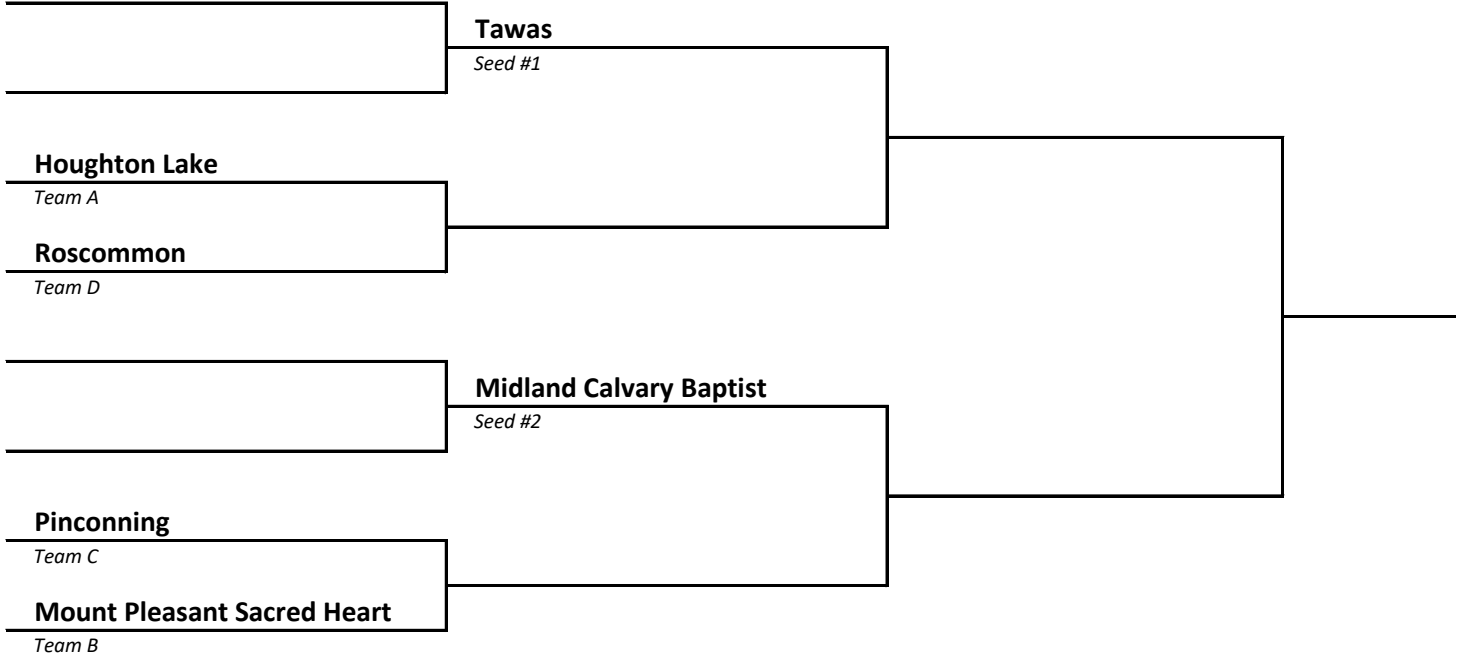 Tawas
Seed #1
Houghton Lake
Team A
Roscommon
Team D
Midland Calvary Baptist
Seed #2
Pinconning
Team C
Mount Pleasant Sacred Heart
Team B